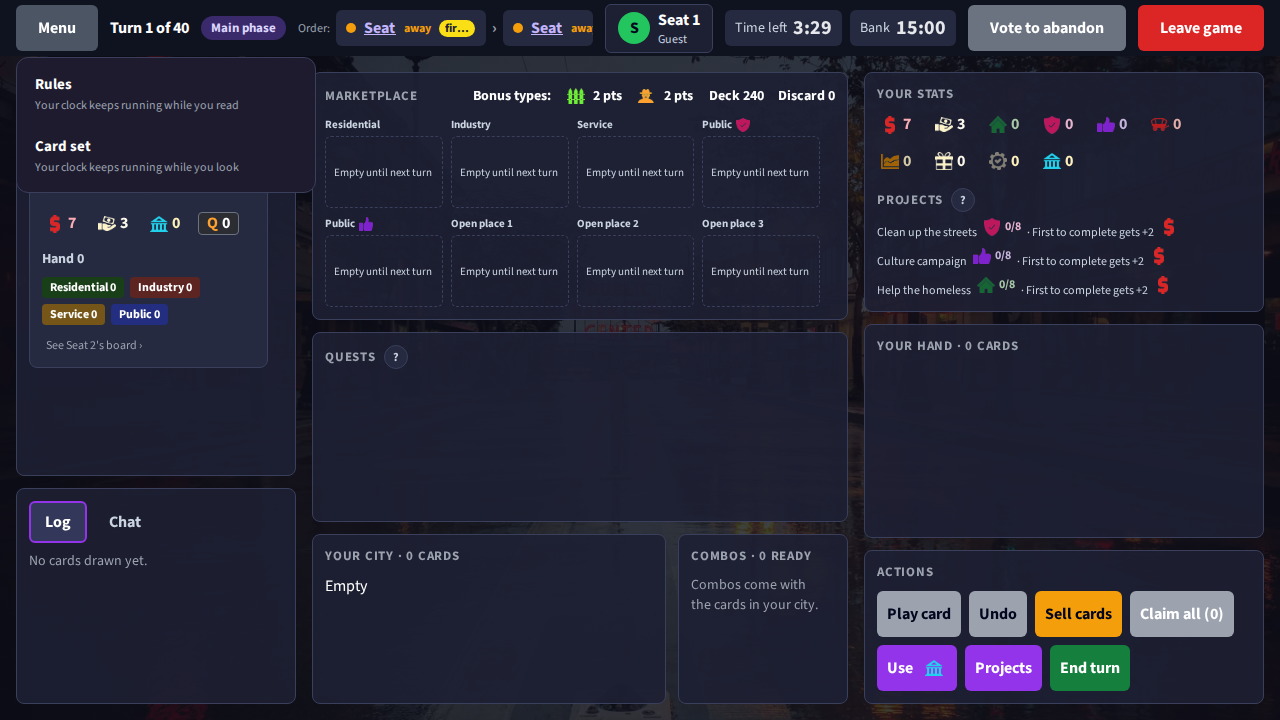 Menu
Turn 1 of 40
Main phase
Order:
Seat away fir...
›
Seat
Seat 1
Guest
S
Time left 3:29
Bank 15:00
Vote to abandon
Leave game
Rules
Your clock keeps running while you read
Card set
Your clock keeps running while you look
7 3 0 Q 0
Hand 0
Residential 0 Industry 0
Service 0 Public 0
See Seat 2's board ›
Log Chat
No cards drawn yet.
MARKETPLACE
Bonus types: 2 pts 2 pts Deck 240 Discard 0
Residential Industry Service Public
Empty until next turn Empty until next turn Empty until next turn Empty until next turn
Public Open place 1 Open place 2 Open place 3
Empty until next turn Empty until next turn Empty until next turn Empty until next turn
QUESTS ?
YOUR CITY · 0 CARDS
Empty
COMBOS · 0 READY
Combos come with
the cards in your city.
YOUR STATS
7 3 0 0 0 0
0 0 0 0
PROJECTS ?
Clean up the streets 0/8 · First to complete gets +2
Culture campaign 0/8 · First to complete gets +2
Help the homeless 0/8 · First to complete gets +2
YOUR HAND · 0 CARDS
ACTIONS
Play card Undo Sell cards Claim all (0)
Use Projects End turn